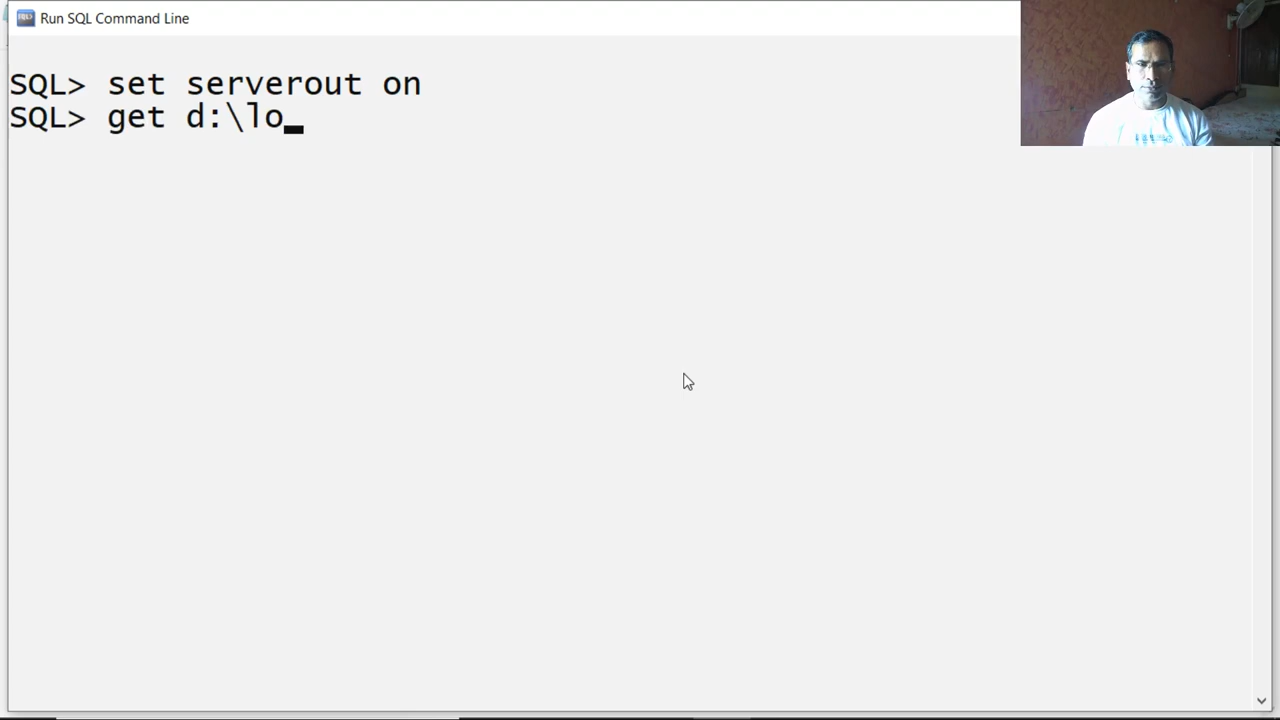 Run SQL Command Line
SQL> set serverout on
SQL> get d:\lo